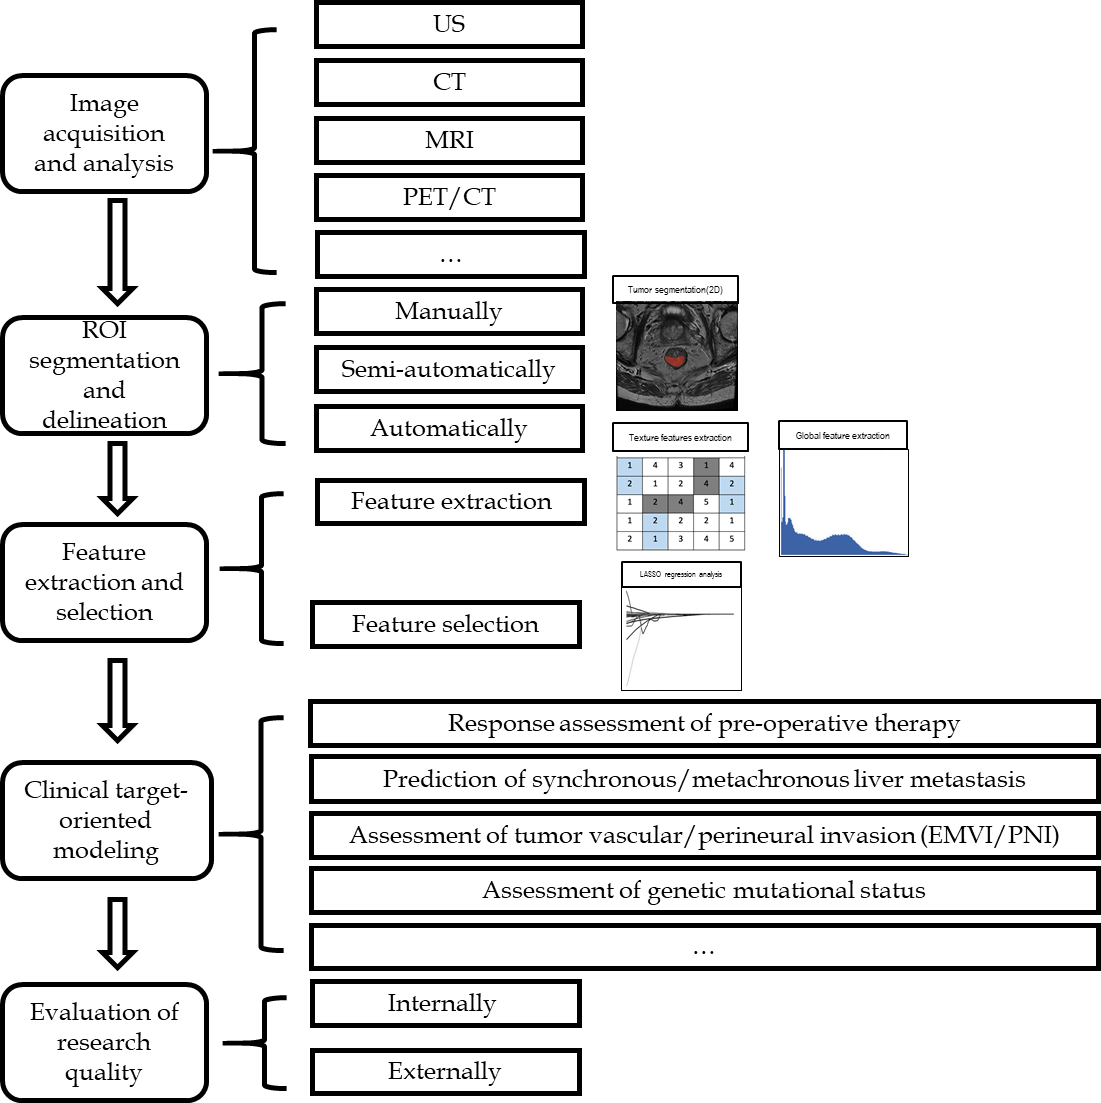 Image
acquisition
and analysis
US
CT
MRI
PET/CT
...
ROI
segmentation
and
delineation
Manually
Semi-automatically
Automatically
Tumor segmentation(2D)
Feature
extraction and
selection
Feature extraction
Feature selection
Texture features extraction
1 4 3 1 4
2 1 2 4 2
1 2 4 5 1
1 2 2 2 1
2 1 3 4 5
Global feature extraction
LASSO regression analysis
Clinical target-
oriented
modeling
Response assessment of pre-operative therapy
Prediction of synchronous/metachronous liver metastasis
Assessment of tumor vascular/perineural invasion (EMVI/PNI)
Assessment of genetic mutational status
...
Evaluation of
research
quality
Internally
Externally